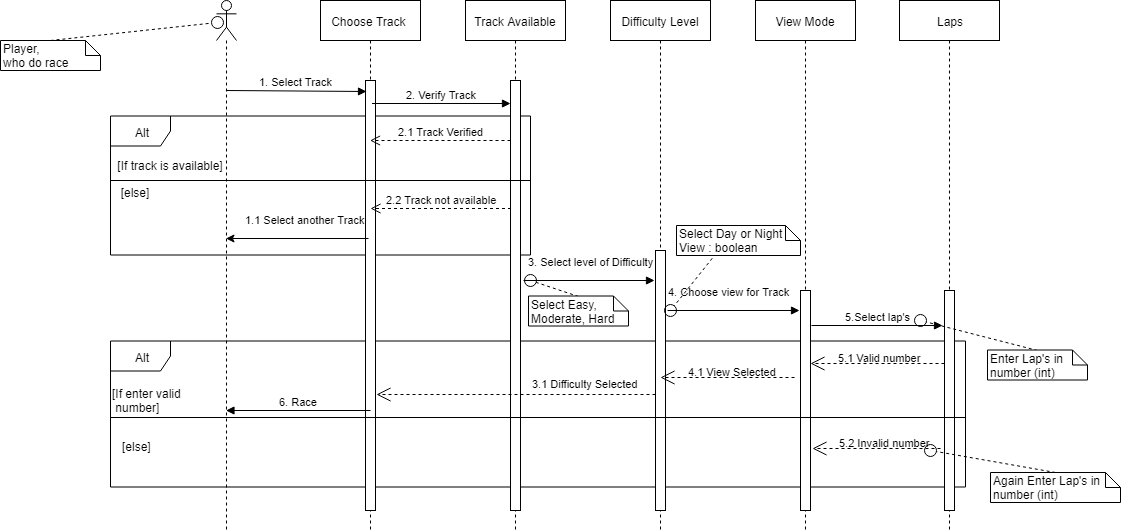 Choose Track
Track Available
Difficulty Level
View Mode
Laps
Player,
who do race
1. Select Track
2. Verify Track
Alt
2.1 Track Verified
[If track is available]
[else]
2.2 Track not available
1.1 Select another Track
Select Day or Night
View : boolean
3. Select level of Difficulty
4. Choose view for Track
Select Easy,
Moderate, Hard
5.Select lap's
Alt
5.1 Valid number
Enter Lap's in
number (int)
4.1 View Selected
3.1 Difficulty Selected
[If enter valid
number]
6. Race
[else]
5.2 Invalid number
Again Enter Lap's in
number (int)